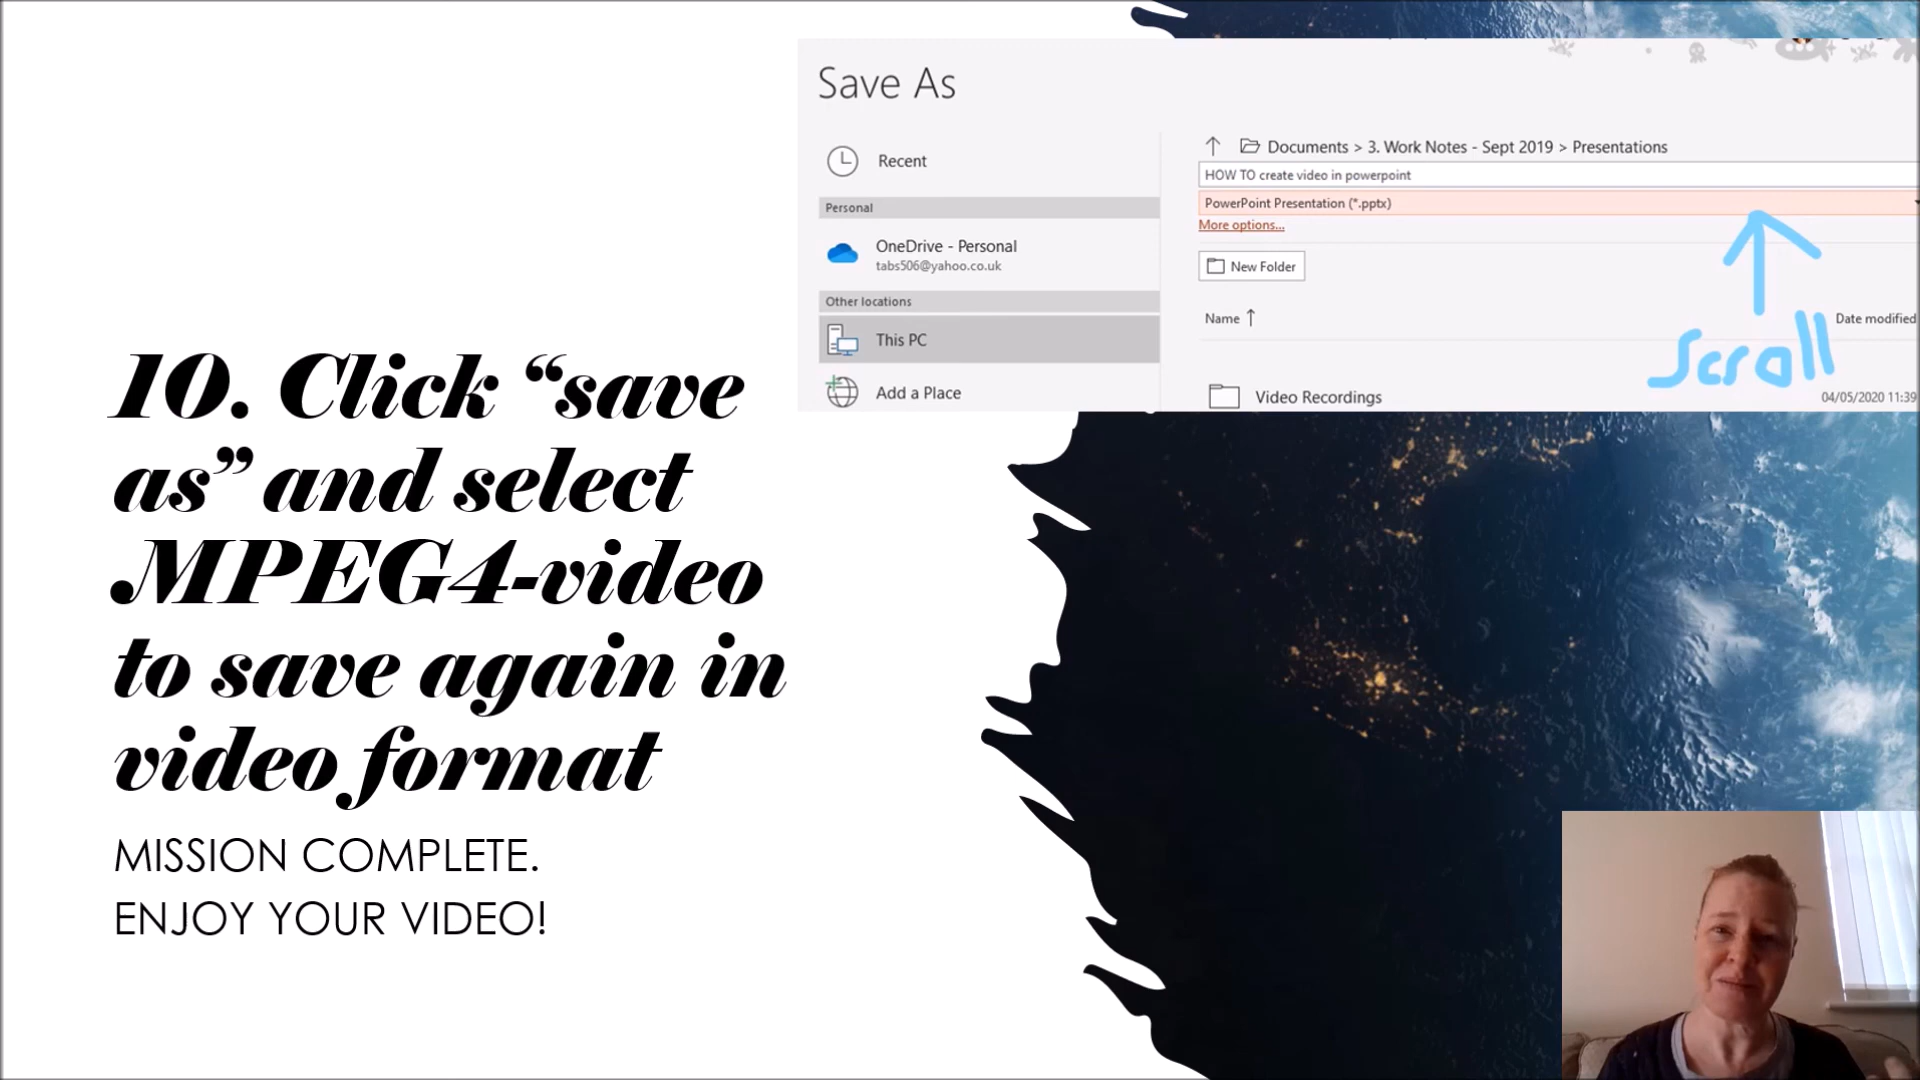 Save As
Recent
Personal
OneDrive - Personal
tabs506@yahoo.co.uk
Other locations
This PC
Add a Place
Documents > 3. Work Notes - Sept 2019 > Presentations
HOW TO create video in powerpoint
PowerPoint Presentation (*.pptx)
More options...
New Folder
Name
Date modified
Scroll
Video Recordings
04/05/2020 11:39
10. Click “save
as” and select
MPEG4-video
to save again in
video format
MISSION COMPLETE.
ENJOY YOUR VIDEO!